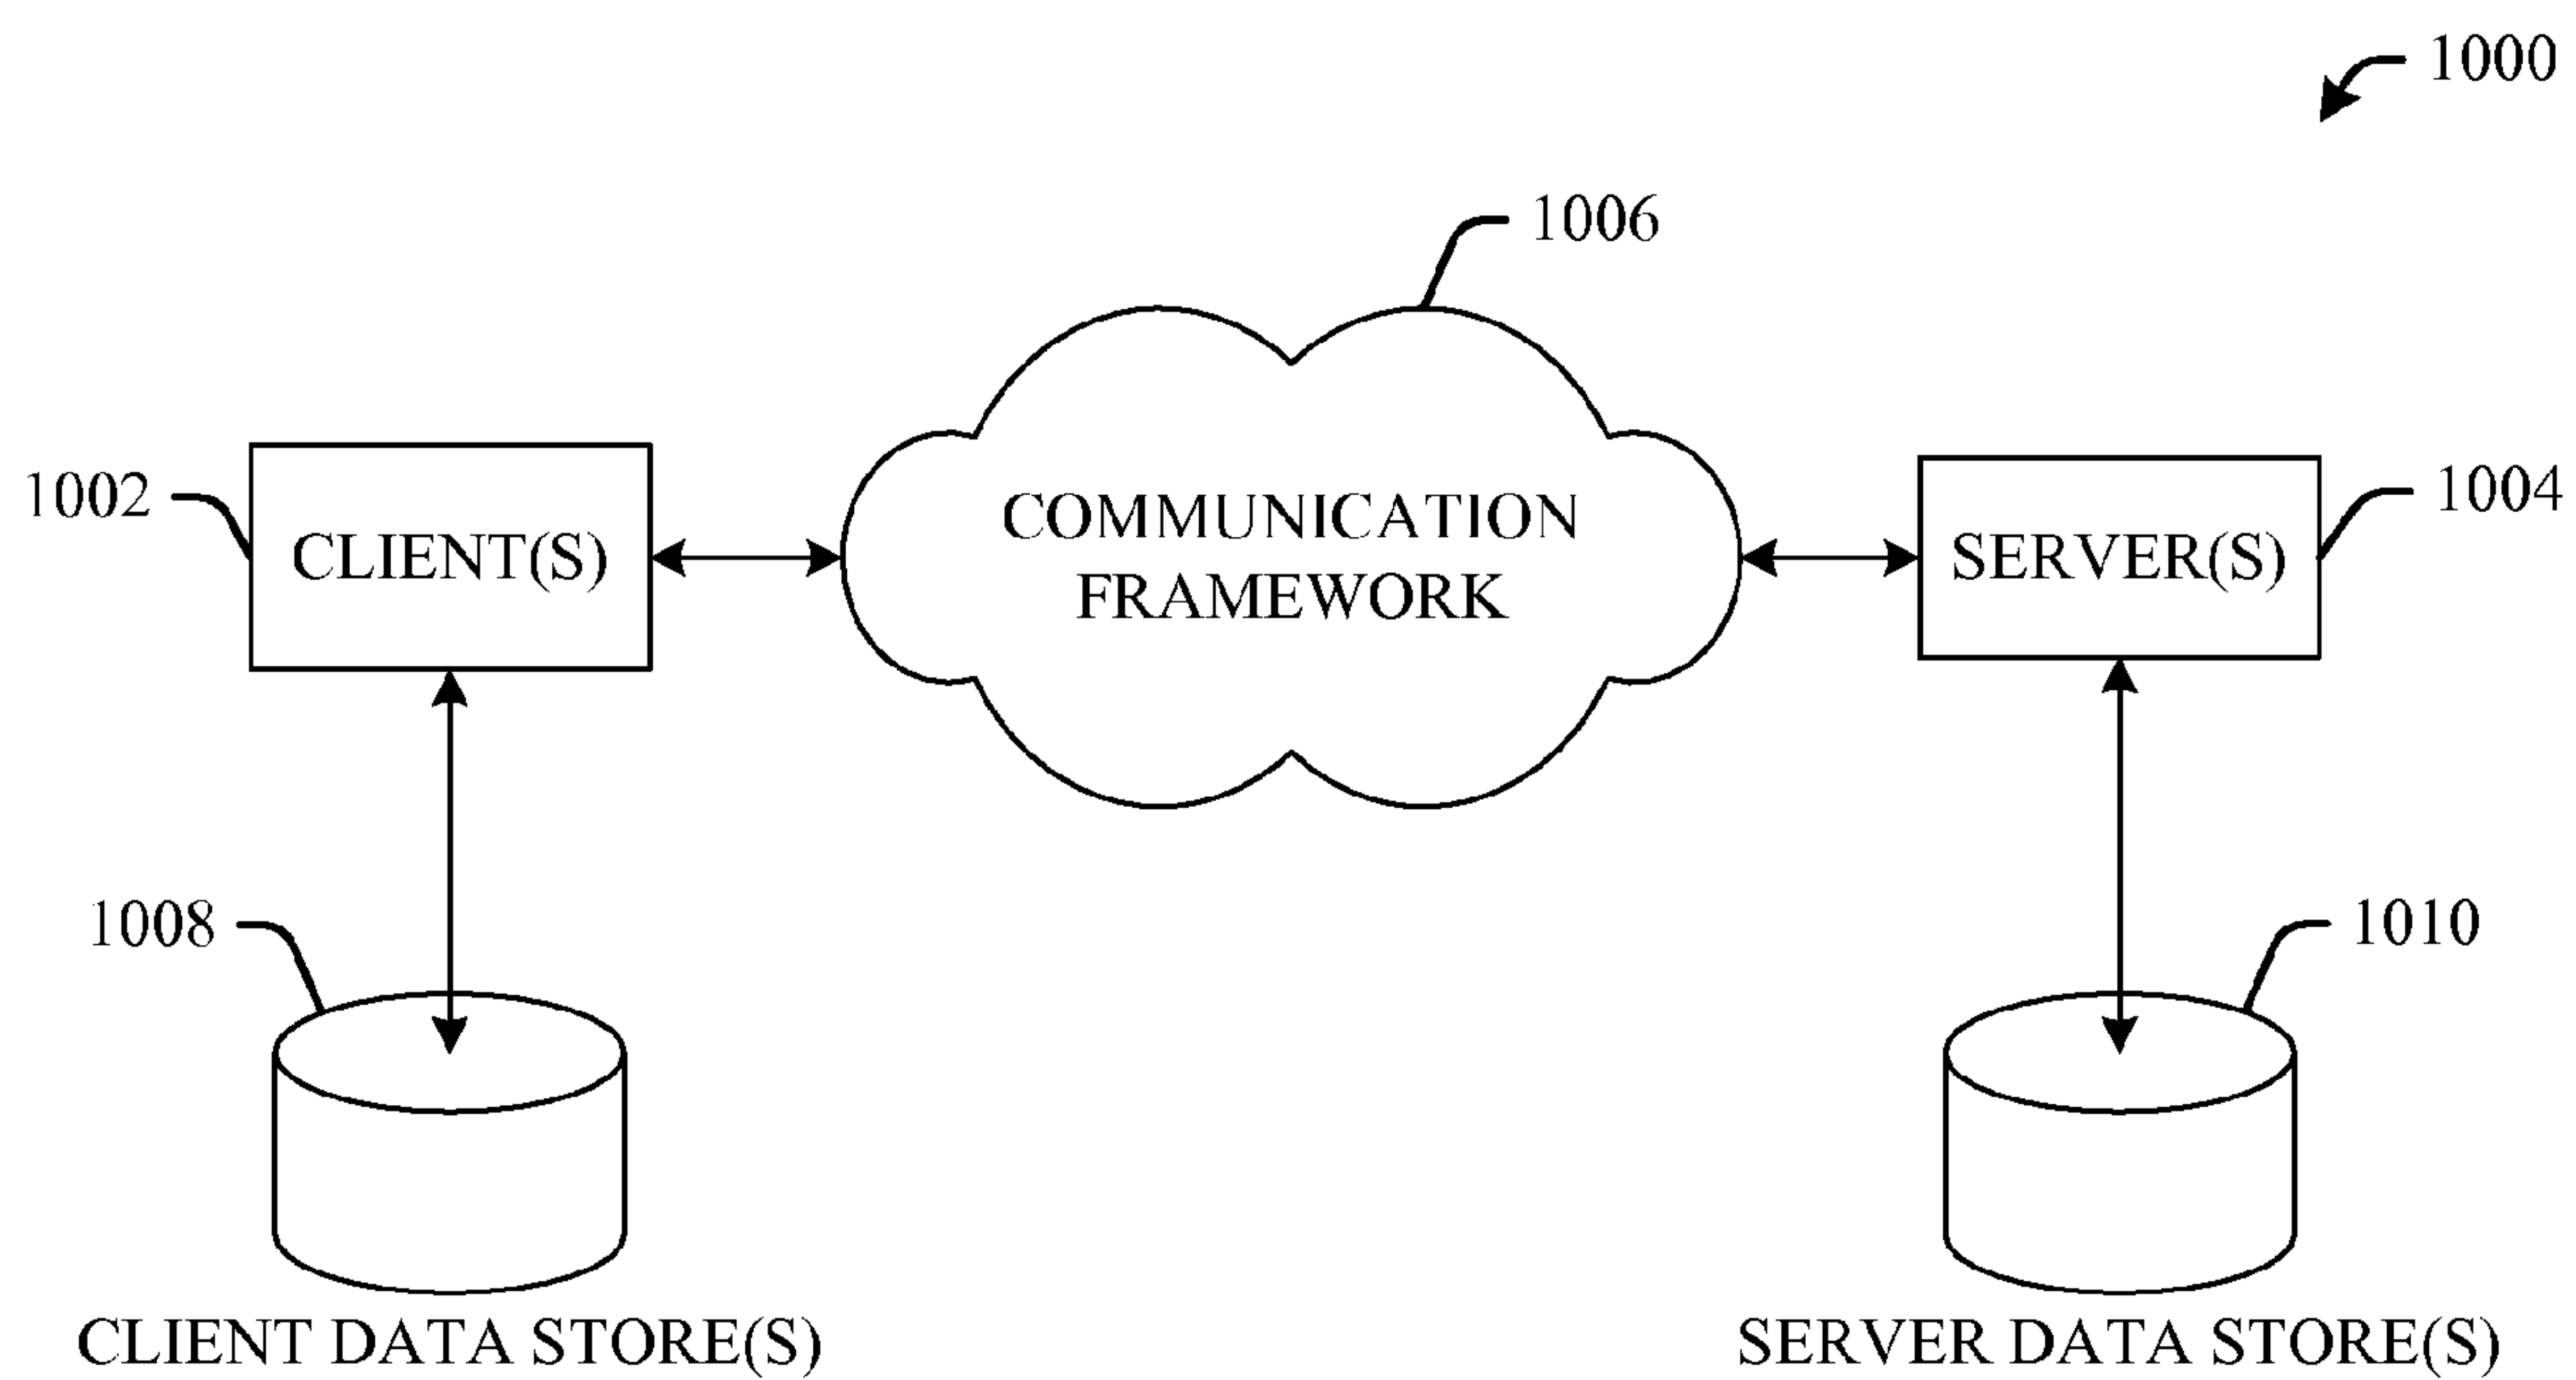 1000
1006
1002
CLIENT(S)
COMMUNICATION
FRAMEWORK
SERVER(S)
1004
1008
1010
CLIENT DATA STORE(S)
SERVER DATA STORE(S)